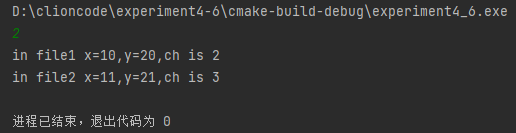 D:\clioncode\experiment4-6\cmake-build-debug\experiment4_6.exe
2
in file1 x=10,y=20,ch is 2
in file2 x=11,y=21,ch is 3
进程已结束，退出代码为 0